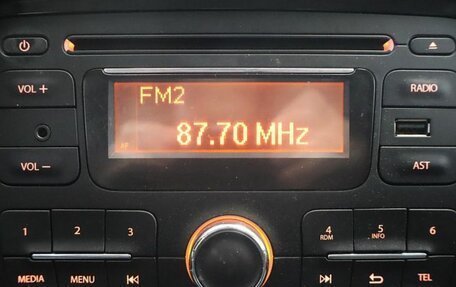 VOL +
FM2
RADIO
87.70 MHz
AF
VOL −
AST
1 2 3
4 RDM
5 INFO
6
MEDIA
MENU
TEL